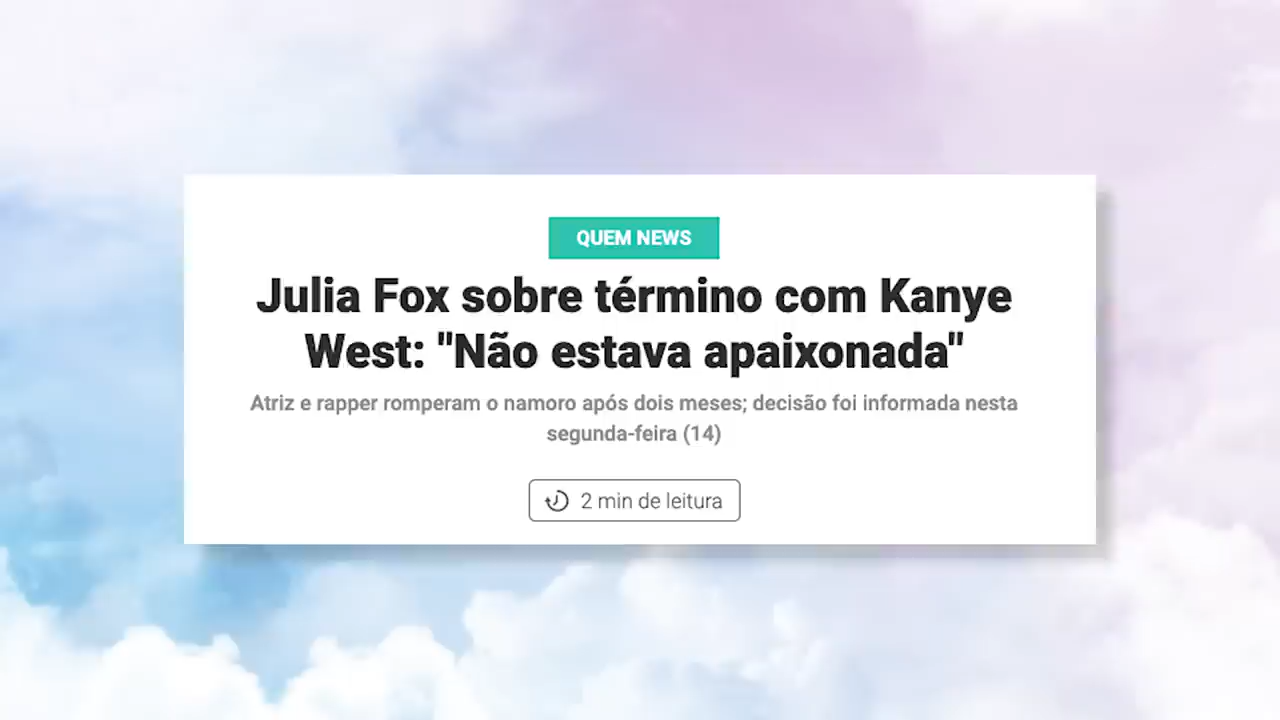 QUEM NEWS
Julia Fox sobre término com Kanye
West: "Não estava apaixonada"
Atriz e rapper romperam o namoro após dois meses; decisão foi informada nesta
segunda-feira (14)
2 min de leitura